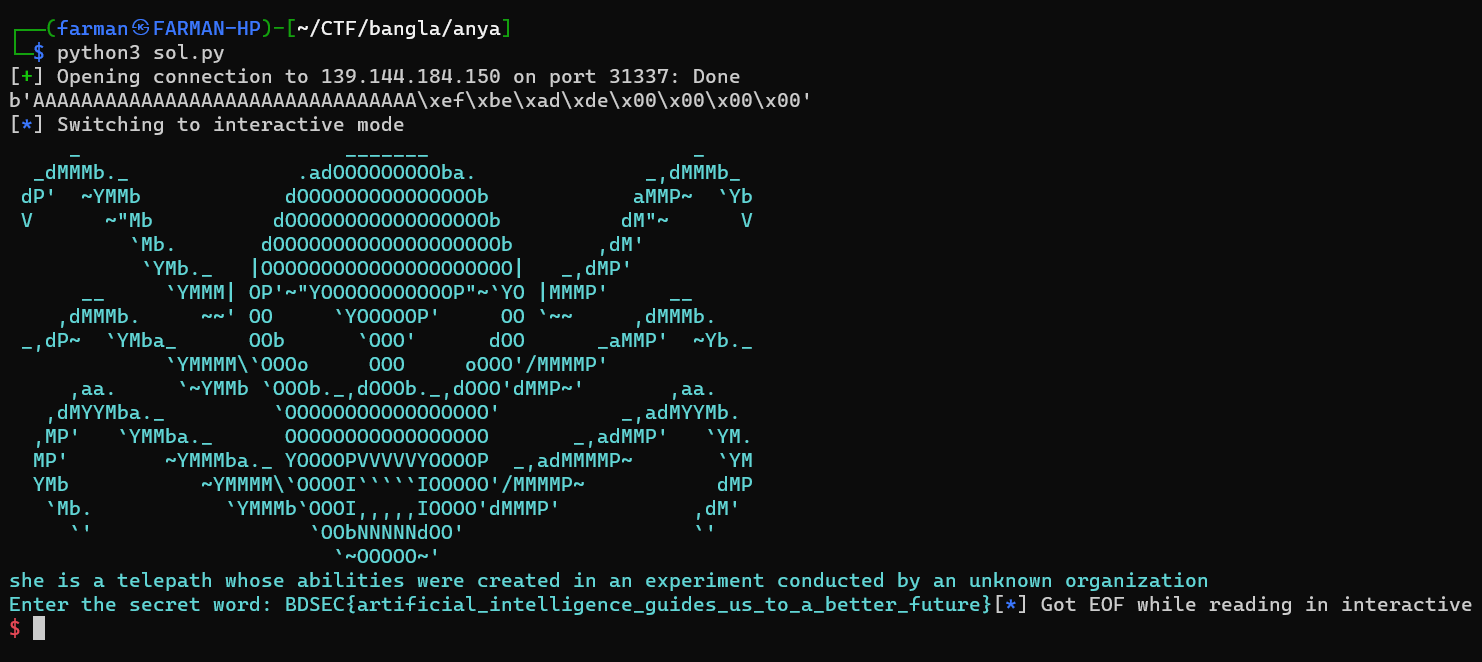 ┌──(farman㉿FARMAN-HP)-[~/CTF/bangla/anya]
└─$ python3 sol.py
[+] Opening connection to 139.144.184.150 on port 31337: Done
b'AAAAAAAAAAAAAAAAAAAAAAAAAAAAAAAA\xef\xbe\xad\xde\x00\x00\x00\x00'
[*] Switching to interactive mode
     _                      _______                      _
  _dMMMb._              .adOOOOOOOOOba.              _,dMMMb_
 dP'  ~YMMb            dOOOOOOOOOOOOOOOb            aMMP~  `Yb
 V      ~"Mb          dOOOOOOOOOOOOOOOOOb          dM"~      V
          `Mb.       dOOOOOOOOOOOOOOOOOOOb       ,dM'
           `YMb._   |OOOOOOOOOOOOOOOOOOOOO|   _,dMP'
      __     `YMMM| OP'~"YOOOOOOOOOOOP"~`YO |MMMP'     __
    ,dMMMb.     ~~' OO     `YOOOOOP'     OO `~~     ,dMMMb.
 _,dP~  `YMba_      OOb      `OOO'      dOO      _aMMP'  ~Yb._
             `YMMMM\`OOOo     OOO     oOOO'/MMMMP'
     ,aa.     `~YMMb `OOOb._,dOOOb._,dOOO'dMMP~'       ,aa.
   ,dMYYMba._         `OOOOOOOOOOOOOOOOO'          _,adMYYMb.
  ,MP'   `YMMba._      OOOOOOOOOOOOOOOOO       _,adMMP'   `YM.
  MP'        ~YMMMba._ YOOOOPVVVVVYOOOOP  _,adMMMMP~       `YM
  YMb           ~YMMMM\`OOOOI`````IOOOOO'/MMMMP~           dMP
   `Mb.           `YMMMb`OOOI,,,,,IOOOO'dMMMP'           ,dM'
     `'                  `OObNNNNNdOO'                   `'
                           `~OOOOO~'
she is a telepath whose abilities were created in an experiment conducted by an unknown organization
Enter the secret word: BDSEC{artificial_intelligence_guides_us_to_a_better_future}[*] Got EOF while reading in interactive
$